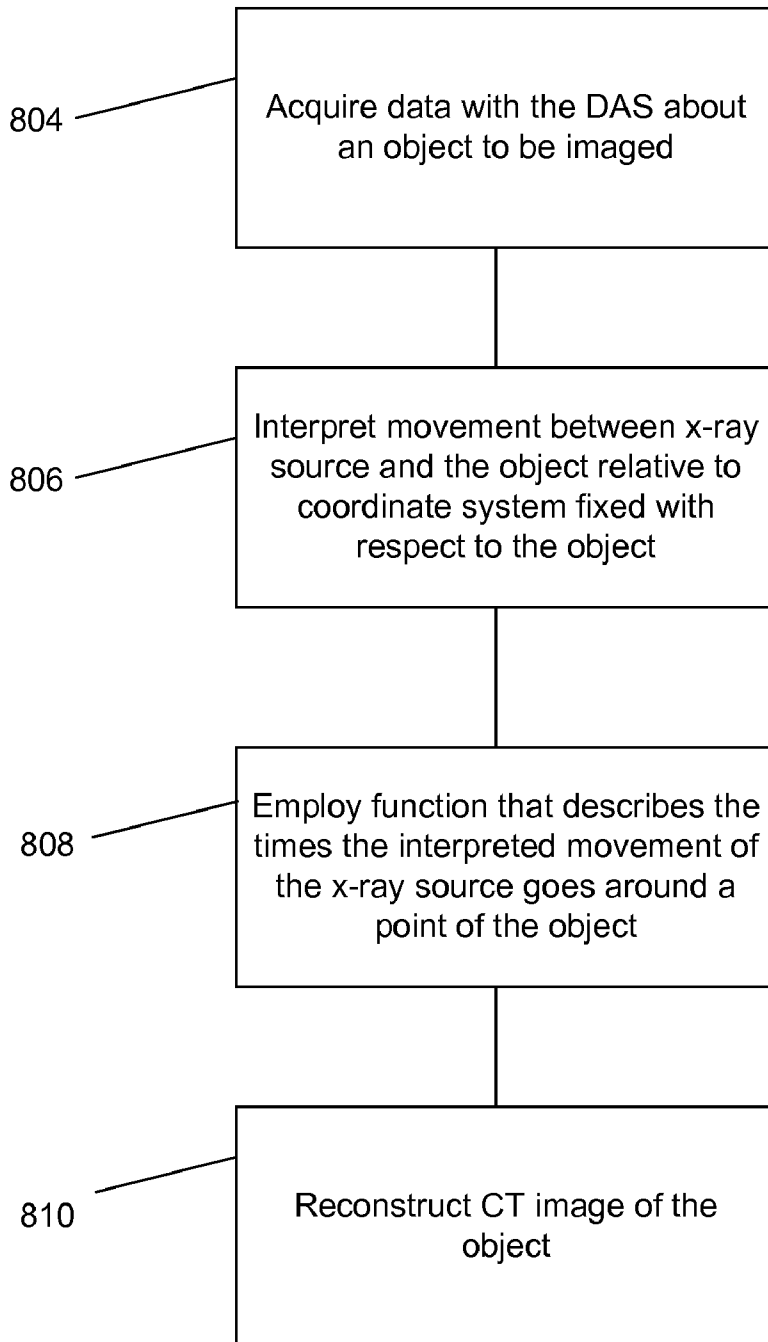 804
Acquire data with the DAS about
an object to be imaged
806
Interpret movement between x-ray
source and the object relative to
coordinate system fixed with
respect to the object
808
Employ function that describes the
times the interpreted movement of
the x-ray source goes around a
point of the object
810
Reconstruct CT image of the
object